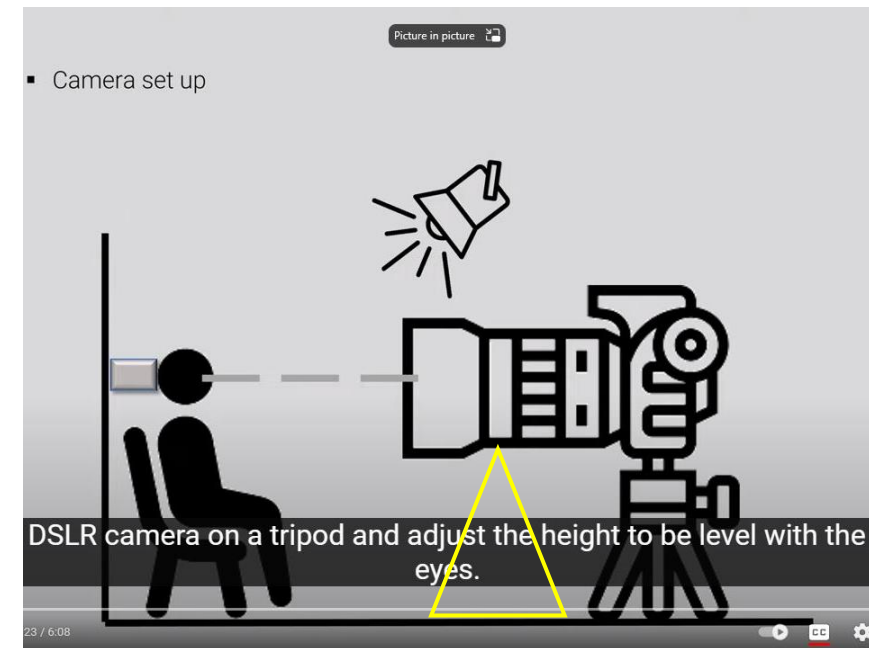 Picture in picture
▪ Camera set up
DSLR camera on a tripod and adjust the height to be level with the
eyes.
23 / 6:08
CC